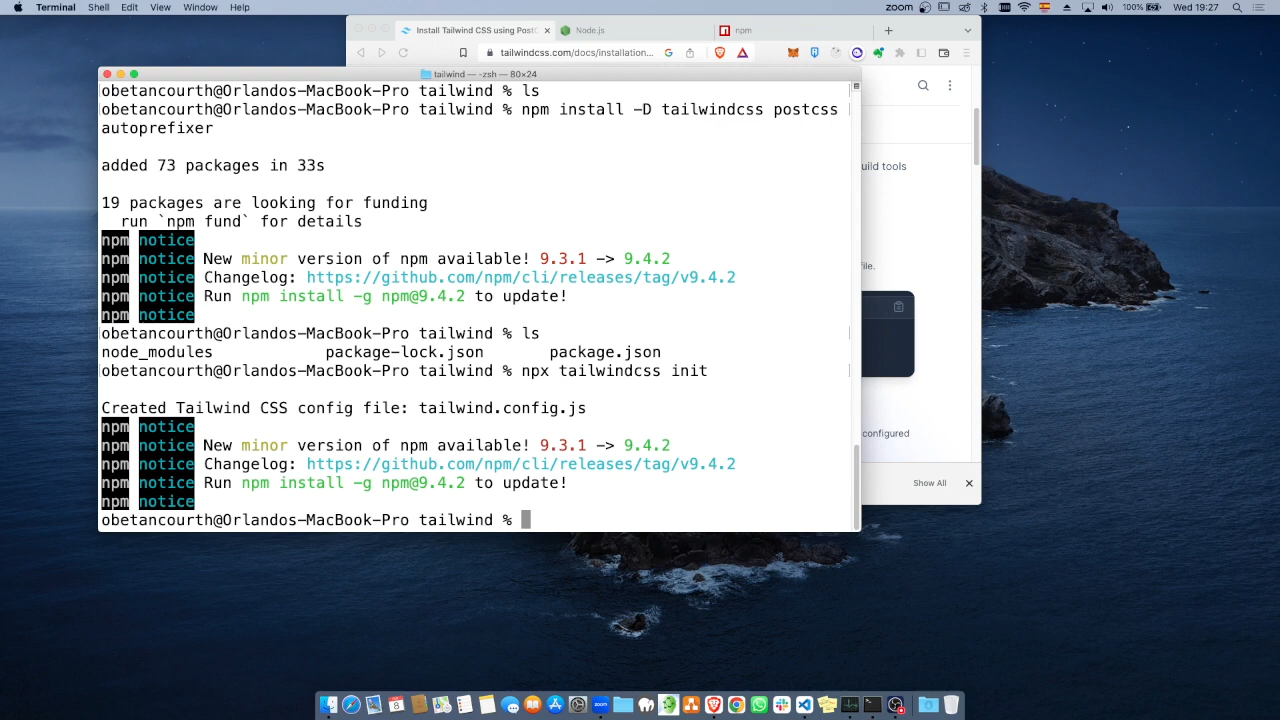 Terminal Shell Edit View Window Help
zoom 100% Wed 19:27
Install Tailwind CSS using PostC
Node.js
npm
tailwindcss.com/docs/installation...
tailwind — -zsh — 80×24
obetancourth@Orlandos-MacBook-Pro tailwind % ls
obetancourth@Orlandos-MacBook-Pro tailwind % npm install -D tailwindcss postcss
autoprefixer
added 73 packages in 33s
19 packages are looking for funding
run `npm fund` for details
npm notice
npm notice New minor version of npm available! 9.3.1 -> 9.4.2
npm notice Changelog: https://github.com/npm/cli/releases/tag/v9.4.2
npm notice Run npm install -g npm@9.4.2 to update!
npm notice
obetancourth@Orlandos-MacBook-Pro tailwind % ls
node_modules package-lock.json package.json
obetancourth@Orlandos-MacBook-Pro tailwind % npx tailwindcss init
Created Tailwind CSS config file: tailwind.config.js
npm notice
npm notice New minor version of npm available! 9.3.1 -> 9.4.2
npm notice Changelog: https://github.com/npm/cli/releases/tag/v9.4.2
npm notice Run npm install -g npm@9.4.2 to update!
npm notice
obetancourth@Orlandos-MacBook-Pro tailwind %
uild tools
file.
configured
Show All
8
zoom